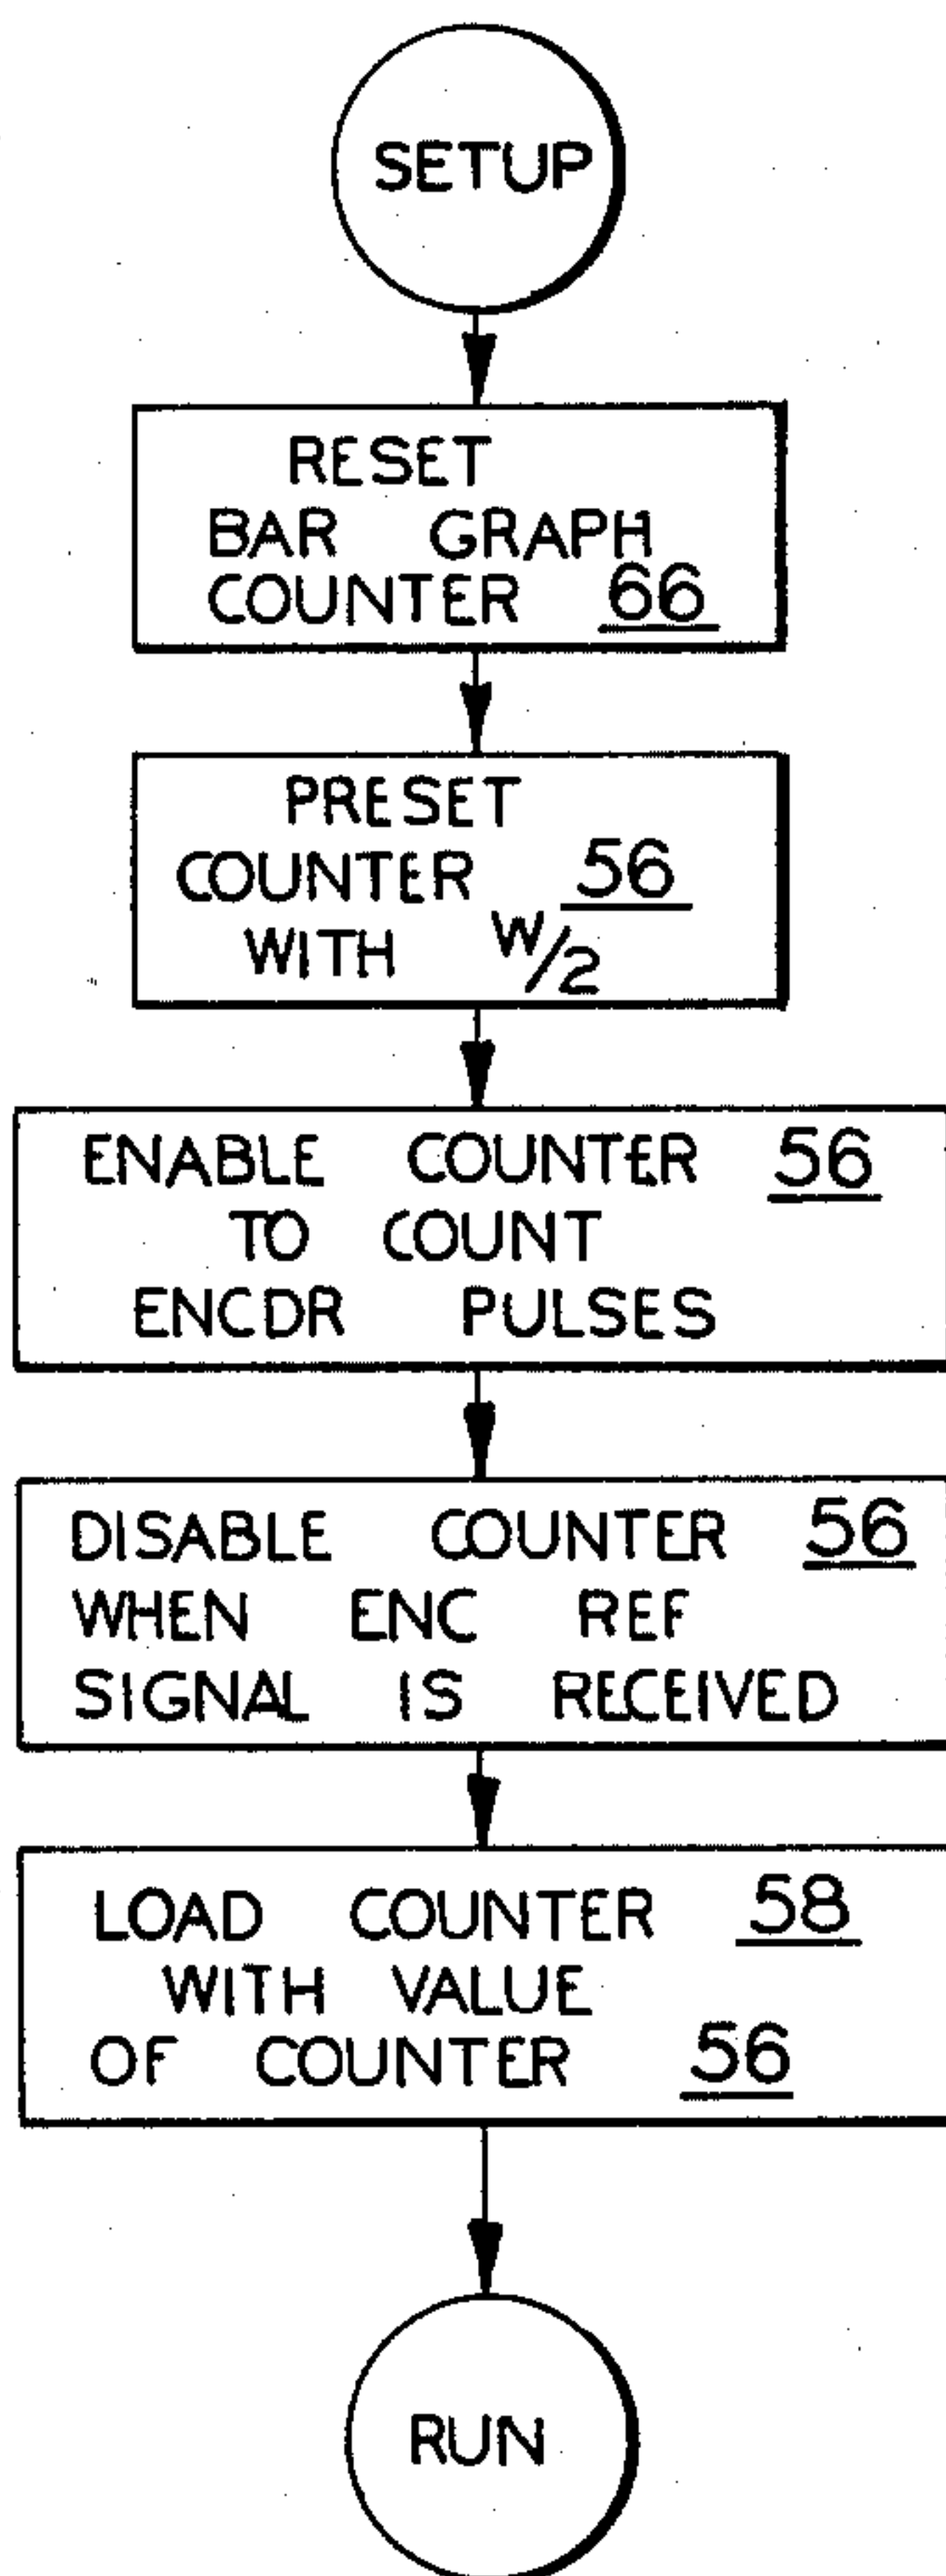 SETUP
RESET
BAR GRAPH
COUNTER 66
PRESET
COUNTER 56
WITH W/2
ENABLE COUNTER 56
TO COUNT
ENCDR PULSES
DISABLE COUNTER 56
WHEN ENC REF
SIGNAL IS RECEIVED
LOAD COUNTER 58
WITH VALUE
OF COUNTER 56
RUN